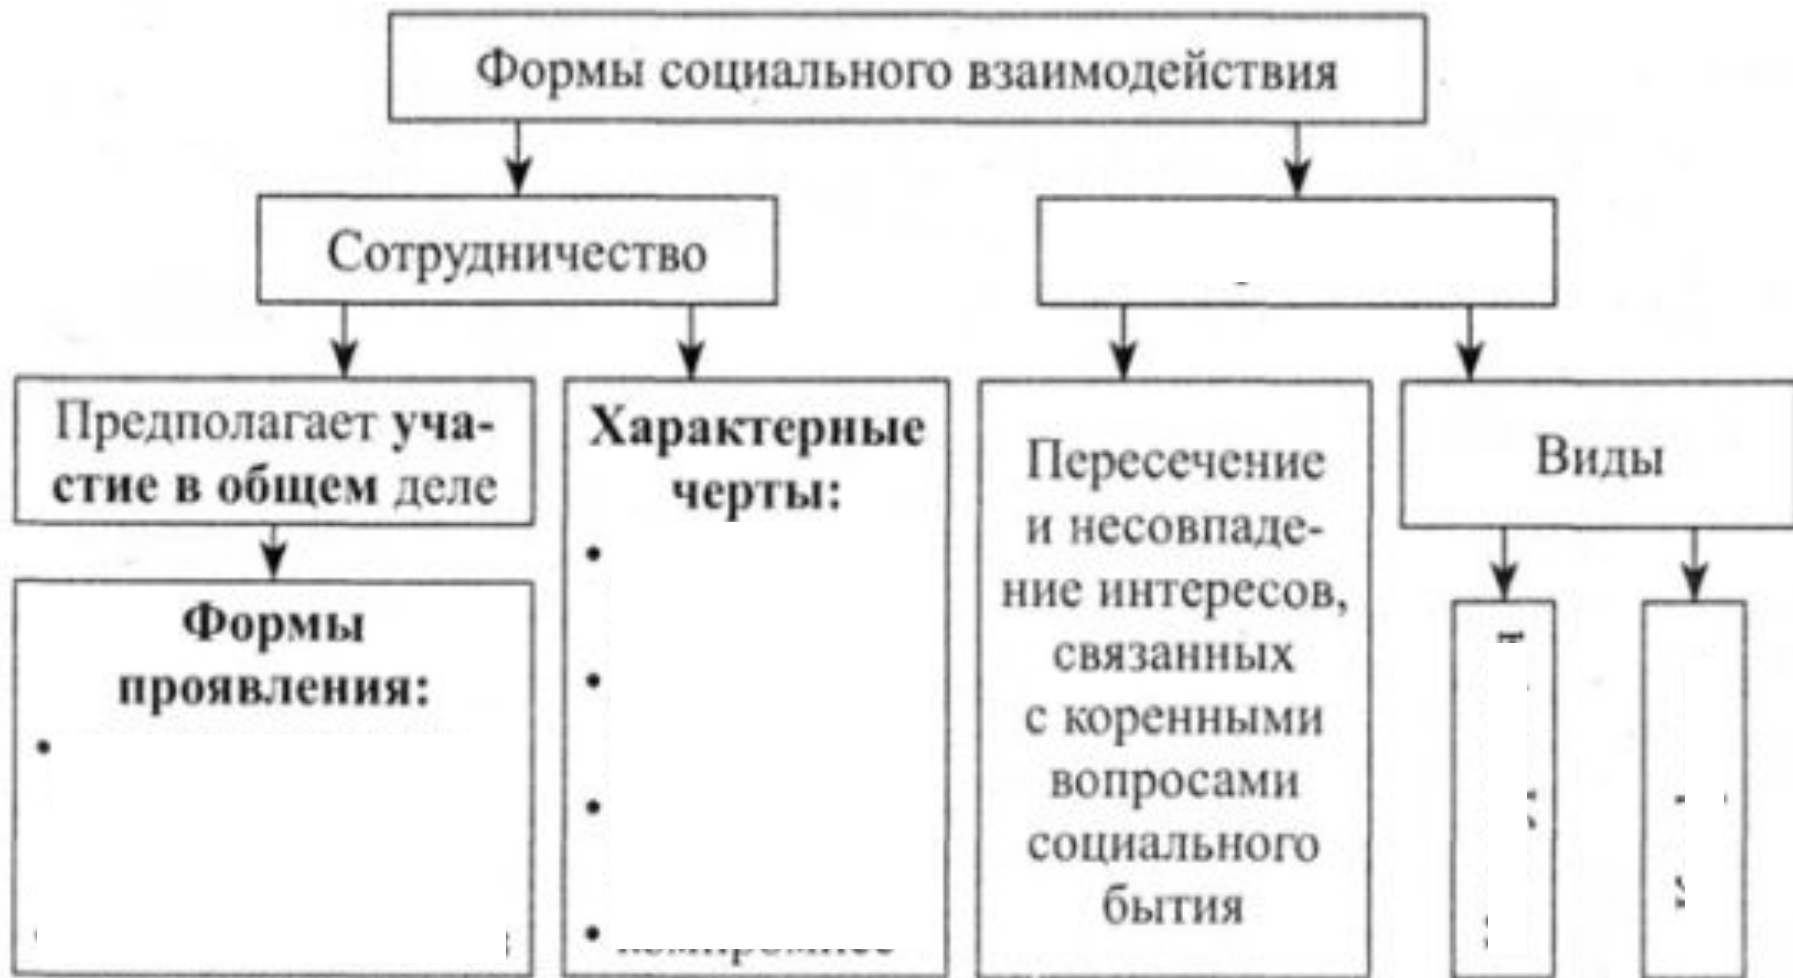 Формы социального взаимодействия
Сотрудничество
Предполагает уча-
стие в общем деле
Характерные
черты:
•
•
•
•
Формы
проявления:
•
Пересечение
и несовпаде-
ние интересов,
связанных
с коренными
вопросами
социального
бытия
Виды